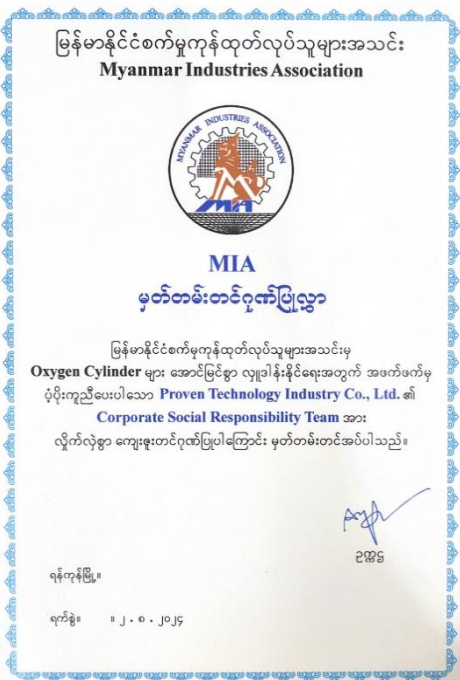 မြန်မာနိုင်ငံစက်မှုကုန်ထုတ်လုပ်သူများအသင်း
Myanmar Industries Association
MYANMAR INDUSTRIES ASSOCIATION
MIA
MIA
မှတ်တမ်းတင်ဂုဏ်ပြုလွှာ
မြန်မာနိုင်ငံစက်မှုကုန်ထုတ်လုပ်သူများအသင်းမှ
Oxygen Cylinder များ အောင်မြင်စွာ လှူဒါန်းနိုင်ရေးအတွက် အဖက်ဖက်မှ
ပံ့ပိုးကူညီပေးပါသော Proven Technology Industry Co., Ltd. ၏
Corporate Social Responsibility Team အား
လှိုက်လှဲစွာ ကျေးဇူးတင်ဂုဏ်ပြုပါကြောင်း မှတ်တမ်းတင်အပ်ပါသည်။
ဥက္ကဋ္ဌ
ရန်ကုန်မြို့။
ရက်စွဲ။ ။ ၂ . ၈ . ၂၀၂၄